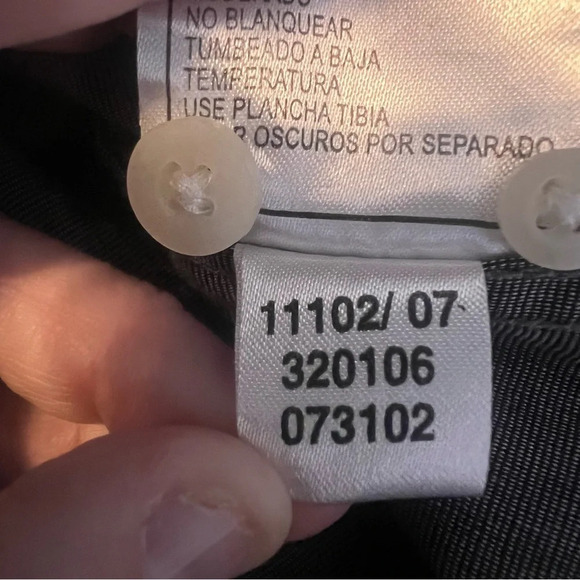 NO BLANQUEAR
TUMBEADO A BAJA
TEMPERATURA
USE PLANCHA TIBIA
OSCUROS POR SEPARADO
11102/ 07
320106
073102